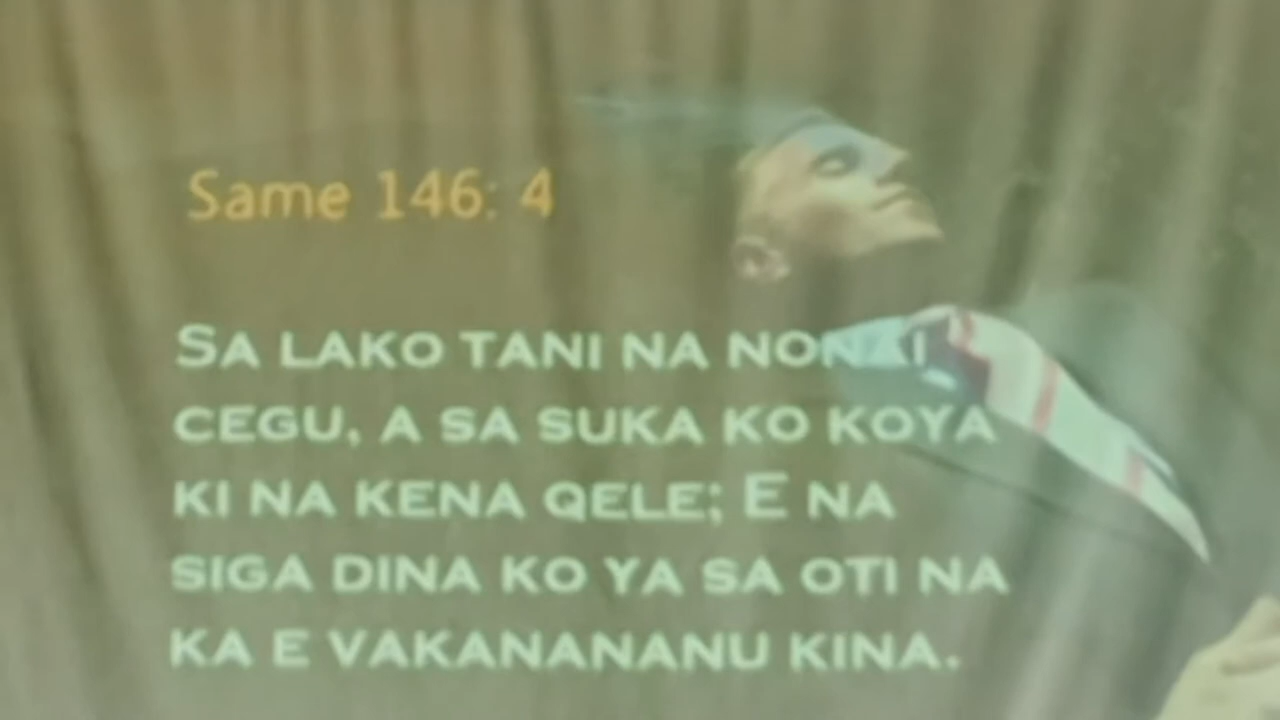 Same 146: 4
SA LAKO TANI NA NONAI
CEGU, A SA SUKA KO KOYA
KI NA KENA QELE; E NA
SIGA DINA KO YA SA OTI NA
KA E VAKANANANU KINA.